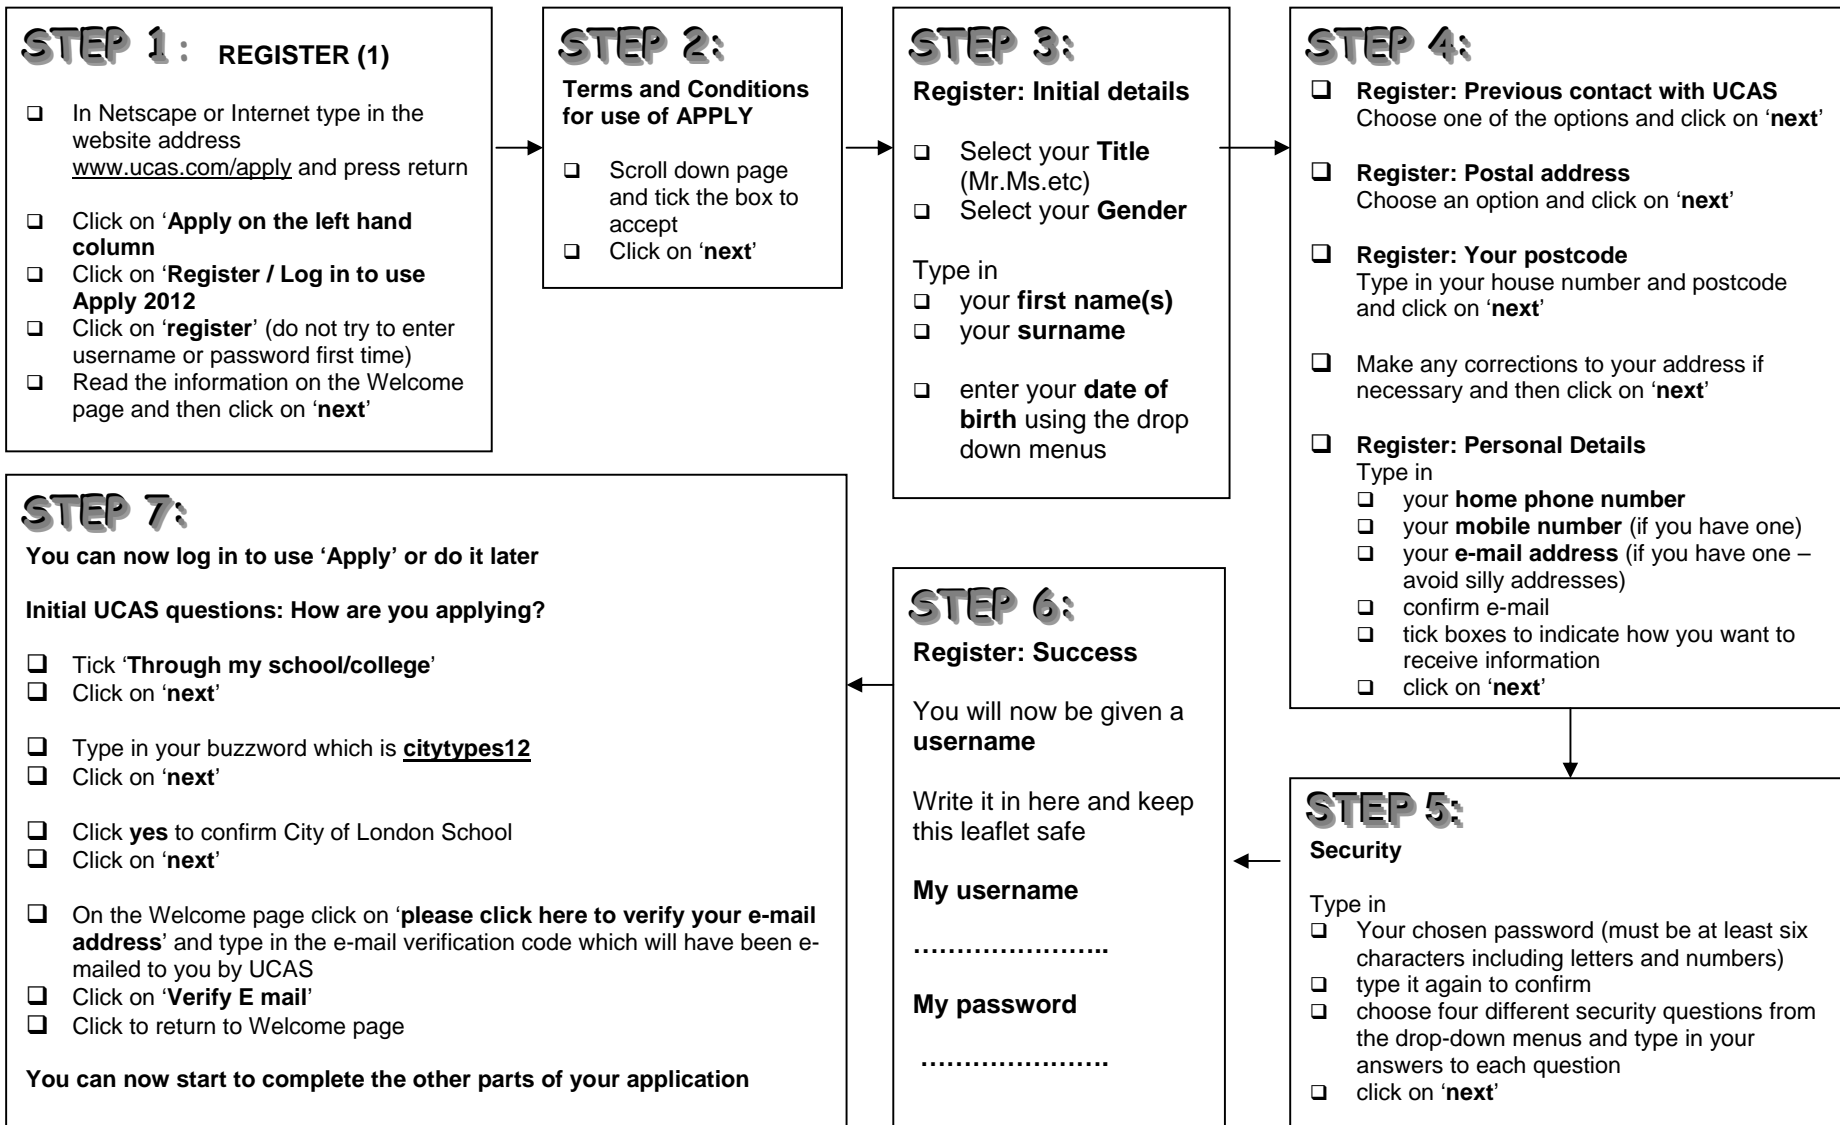 STEP 1: REGISTER (1)
❑ In Netscape or Internet type in the
website address
www.ucas.com/apply and press return
❑ Click on ‘Apply on the left hand
column
❑ Click on ‘Register / Log in to use
Apply 2012
❑ Click on ‘register’ (do not try to enter
username or password first time)
❑ Read the information on the Welcome
page and then click on ‘next’
STEP 2:
Terms and Conditions
for use of APPLY
❑ Scroll down page
and tick the box to
accept
❑ Click on ‘next’
STEP 3:
Register: Initial details
❑ Select your Title
(Mr.Ms.etc)
❑ Select your Gender
Type in
❑ your first name(s)
❑ your surname
❑ enter your date of
birth using the drop
down menus
STEP 4:
❑ Register: Previous contact with UCAS
Choose one of the options and click on ‘next’
❑ Register: Postal address
Choose an option and click on ‘next’
❑ Register: Your postcode
Type in your house number and postcode
and click on ‘next’
❑ Make any corrections to your address if
necessary and then click on ‘next’
❑ Register: Personal Details
Type in
❑ your home phone number
❑ your mobile number (if you have one)
❑ your e-mail address (if you have one –
avoid silly addresses)
❑ confirm e-mail
❑ tick boxes to indicate how you want to
receive information
❑ click on ‘next’
STEP 5:
Security
Type in
❑ Your chosen password (must be at least six
characters including letters and numbers)
❑ type it again to confirm
❑ choose four different security questions from
the drop-down menus and type in your
answers to each question
❑ click on ‘next’
STEP 6:
Register: Success
You will now be given a
username
Write it in here and keep
this leaflet safe
My username
…………………..
My password
………………….
STEP 7:
You can now log in to use ‘Apply’ or do it later
Initial UCAS questions: How are you applying?
❑ Tick ‘Through my school/college’
❑ Click on ‘next’
❑ Type in your buzzword which is citytypes12
❑ Click on ‘next’
❑ Click yes to confirm City of London School
❑ Click on ‘next’
❑ On the Welcome page click on ‘please click here to verify your e-mail
address’ and type in the e-mail verification code which will have been e-
mailed to you by UCAS
❑ Click on ‘Verify E mail’
❑ Click to return to Welcome page
You can now start to complete the other parts of your application